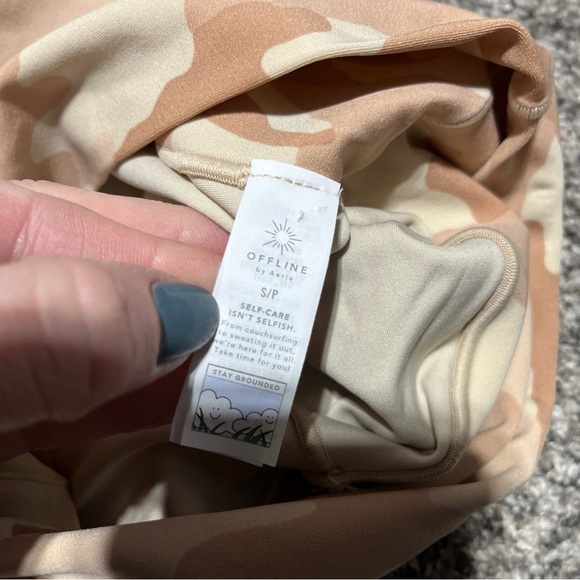 OFFLINE
by Aerie
S/P
SELF-CARE
ISN'T SELFISH.
From couchsurfing
to sweating it out,
we're here for it all.
Take time for you!
STAY GROUNDED